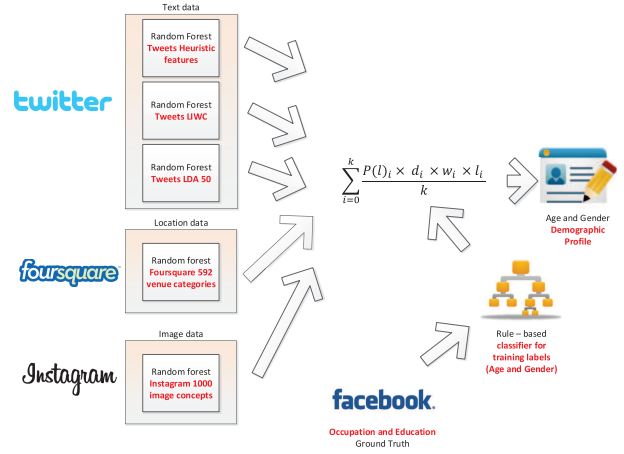 Text data
twitter
Random Forest
Tweets Heuristic
features
Random Forest
Tweets LIWC
Random Forest
Tweets LDA 50
Location data
foursquare™
Random forest
Foursquare 592
venue categories
Image data
Instagram
Random forest
Instagram 1000
image concepts
k
∑ P(l)ᵢ × dᵢ × wᵢ × lᵢ
i=0 k
Age and Gender
Demographic
Profile
Rule – based
classifier for
training labels
(Age and Gender)
facebook.
Occupation and Education
Ground Truth